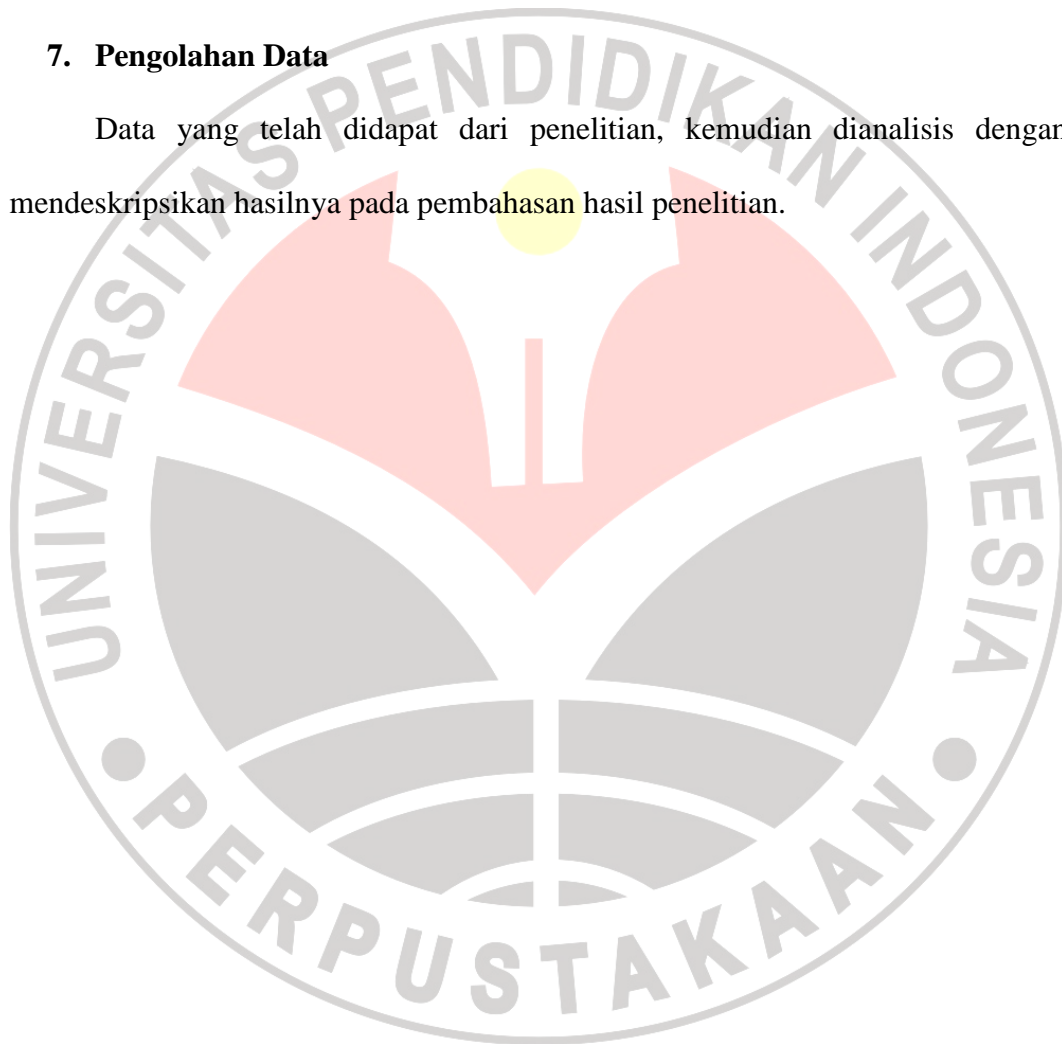 7. Pengolahan Data
Data yang telah didapat dari penelitian, kemudian dianalisis dengan
mendeskripsikan hasilnya pada pembahasan hasil penelitian.
UNIVERSITAS PENDIDIKAN INDONESIA
PERPUSTAKAAN